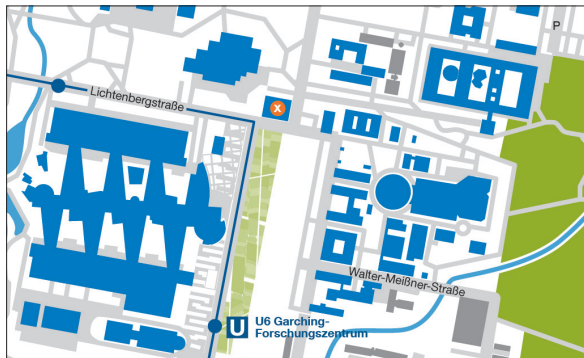 P
Lichtenbergstraße
X
Walter-Meißner-Straße
U U6 Garching-
Forschungszentrum